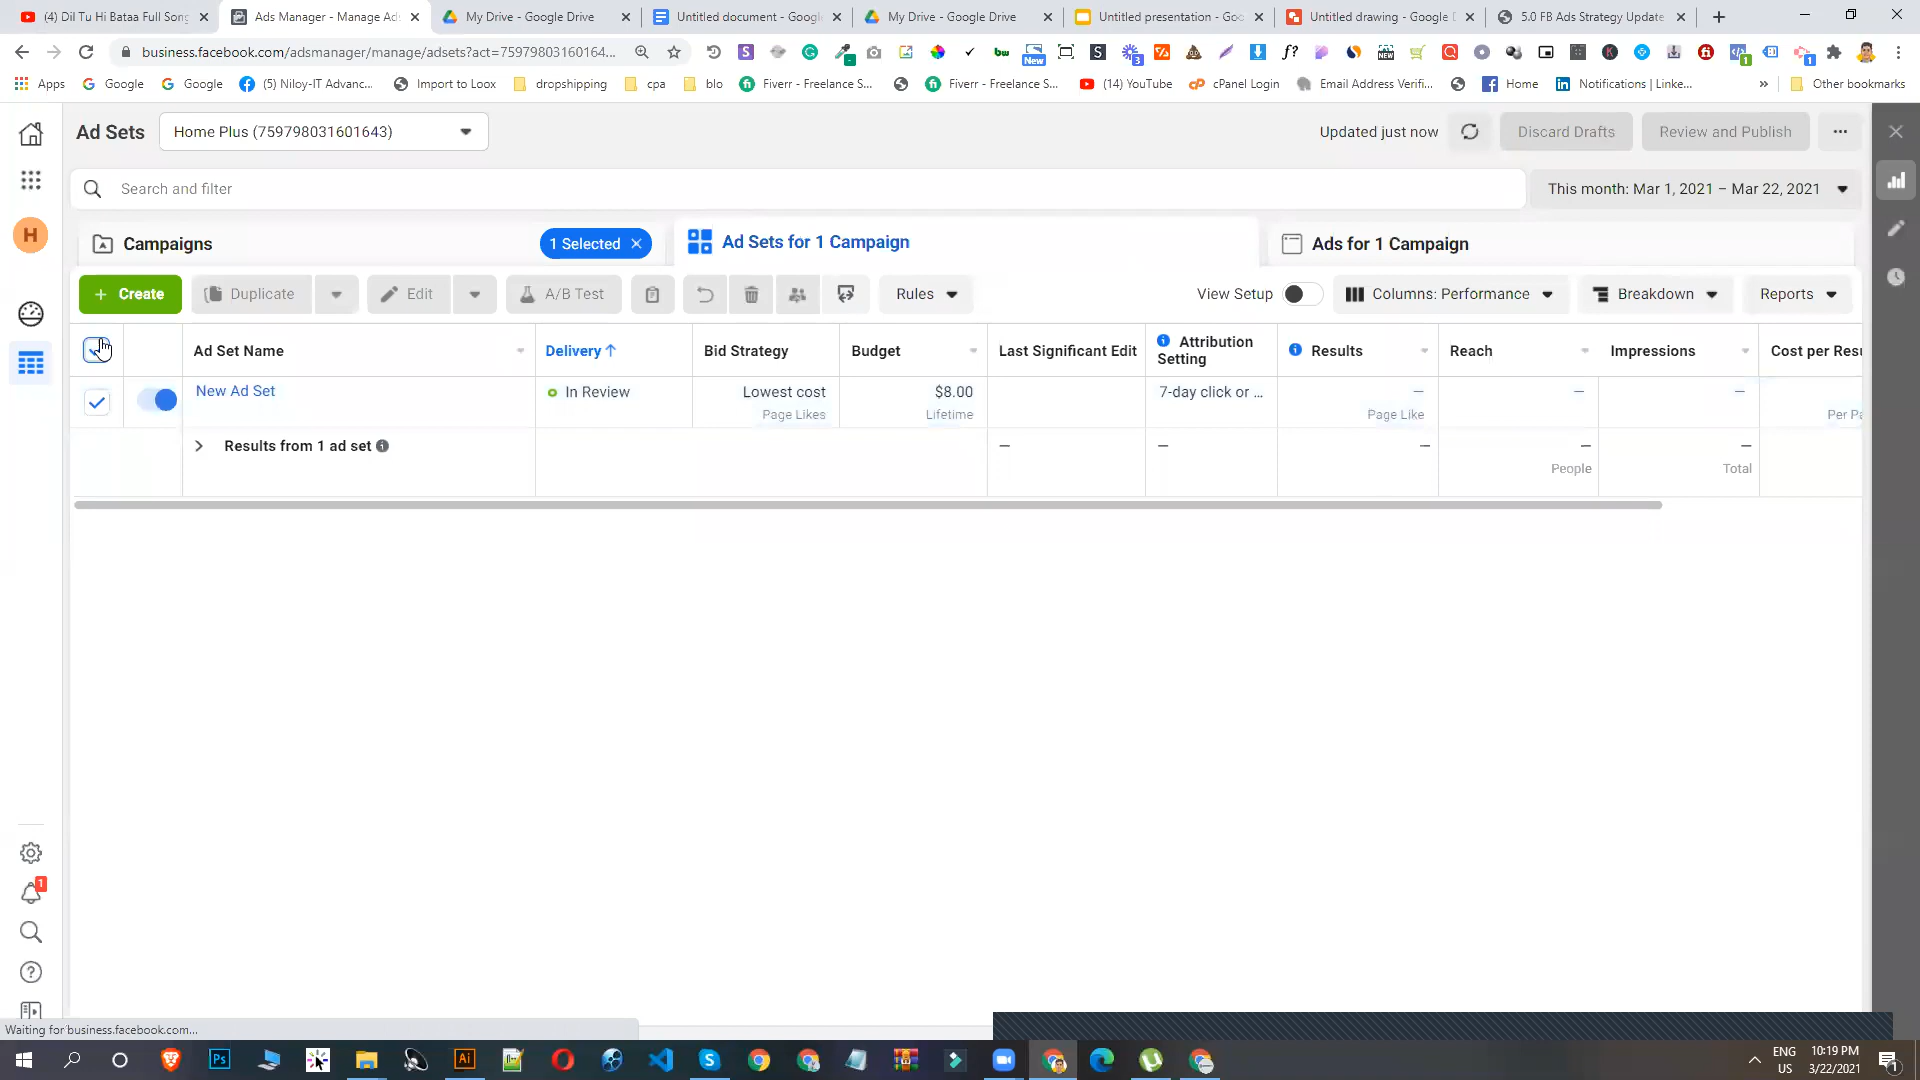 (4) Dil Tu Hi Bataa Full Song
Ads Manager - Manage Ads
My Drive - Google Drive
Untitled document - Google
My Drive - Google Drive
Untitled presentation - Goo
Untitled drawing - Google D
5.0 FB Ads Strategy Update
business.facebook.com/adsmanager/manage/adsets?act=75979803160164...
Apps
Google
Google
(5) Niloy-IT Advanc...
Import to Loox
dropshipping
cpa
blo
Fiverr - Freelance S...
Fiverr - Freelance S...
(14) YouTube
cPanel Login
Email Address Verifi...
Home
Notifications | Linke...
»
Other bookmarks
Ad Sets
Home Plus (759798031601643)
Updated just now
Discard Drafts
Review and Publish
Search and filter
This month: Mar 1, 2021 – Mar 22, 2021
H
Campaigns
1 Selected
Ad Sets for 1 Campaign
Ads for 1 Campaign
+ Create
Duplicate
Edit
A/B Test
Rules
View Setup
Columns: Performance
Breakdown
Reports
Ad Set Name
Delivery ↑
Bid Strategy
Budget
Last Significant Edit
Attribution
Setting
Results
Reach
Impressions
Cost per Resu
New Ad Set
In Review
Lowest cost
Page Likes
$8.00
Lifetime
7-day click or ...
—
Page Like
—
—
Per Pa
Results from 1 ad set
—
—
—
—
People
—
Total
1
Waiting for business.facebook.com...
ENG
US
10:19 PM
3/22/2021